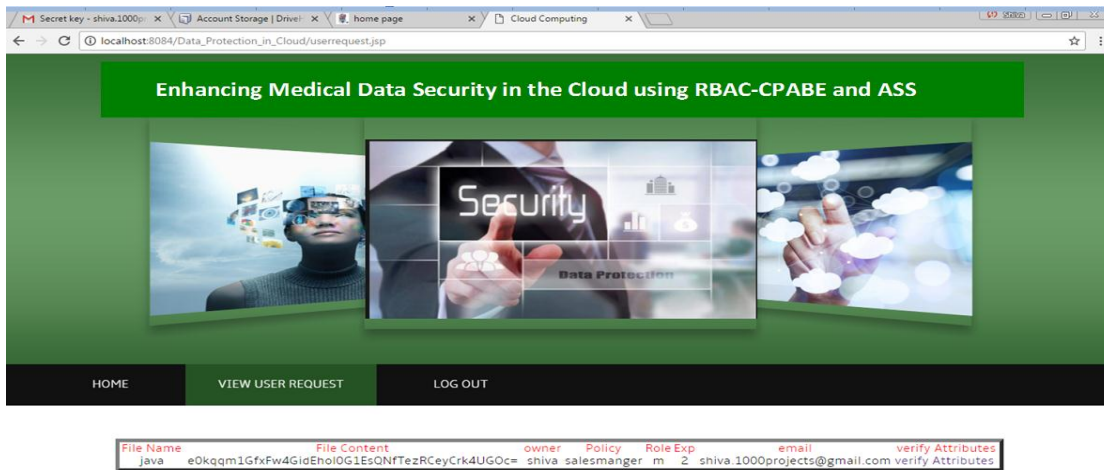 Secret key - shiva.1000p
Account Storage | DriveH
home page
Cloud Computing
localhost:8084/Data_Protection_in_Cloud/userrequest.jsp
Enhancing Medical Data Security in the Cloud using RBAC-CPABE and ASS
Security
Data Protection
HOME VIEW USER REQUEST LOG OUT
File Name File Content owner Policy Role Exp email verify Attributes
java e0kqqm1GfxFw4GidEhoI0G1EsQNfTezRCeyCrk4UGOc= shiva salesmanger m 2 shiva.1000projects@gmail.com verify Attributes